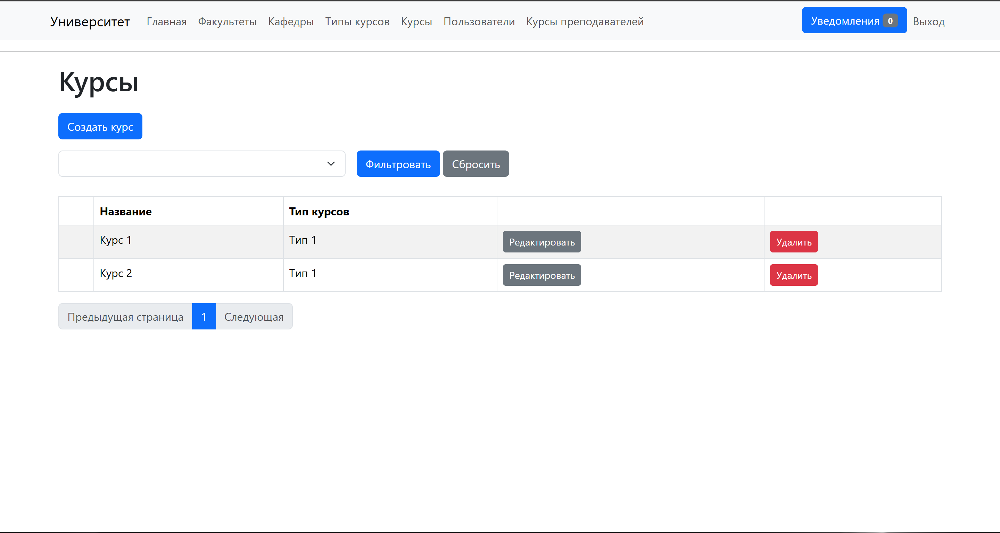 Университет Главная Факультеты Кафедры Типы курсов Курсы Пользователи Курсы преподавателей Уведомления 0 Выход
Курсы
Создать курс
Фильтровать Сбросить
Название Тип курсов
Курс 1 Тип 1 Редактировать Удалить
Курс 2 Тип 1 Редактировать Удалить
Предыдущая страница 1 Следующая